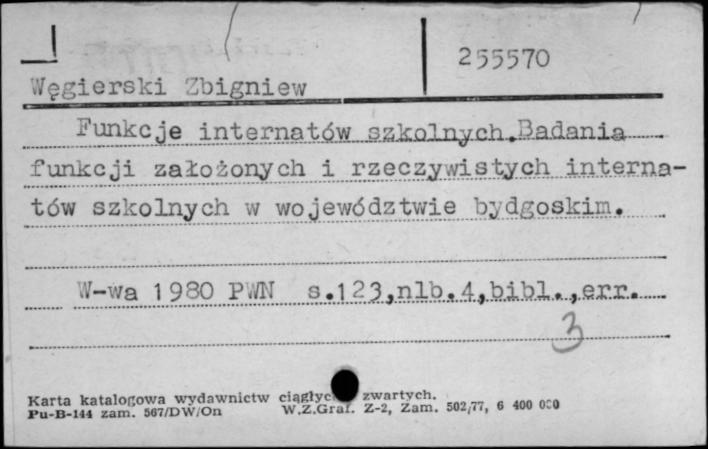 255570
Węgierski Zbigniew
Funkcje internatów szkolnych.Badania
funkcji założonych i rzeczywistych interna-
tów szkolnych w województwie bydgoskim.
W-wa 1980 PWN s.123,nlb.4,bibl.,err.
3
Karta katalogowa wydawnictw zwartych.
Pu-B-144 zam. 567/DW/On W.Z.Graf. Z-2, Zam. 502/77, 6 400 000